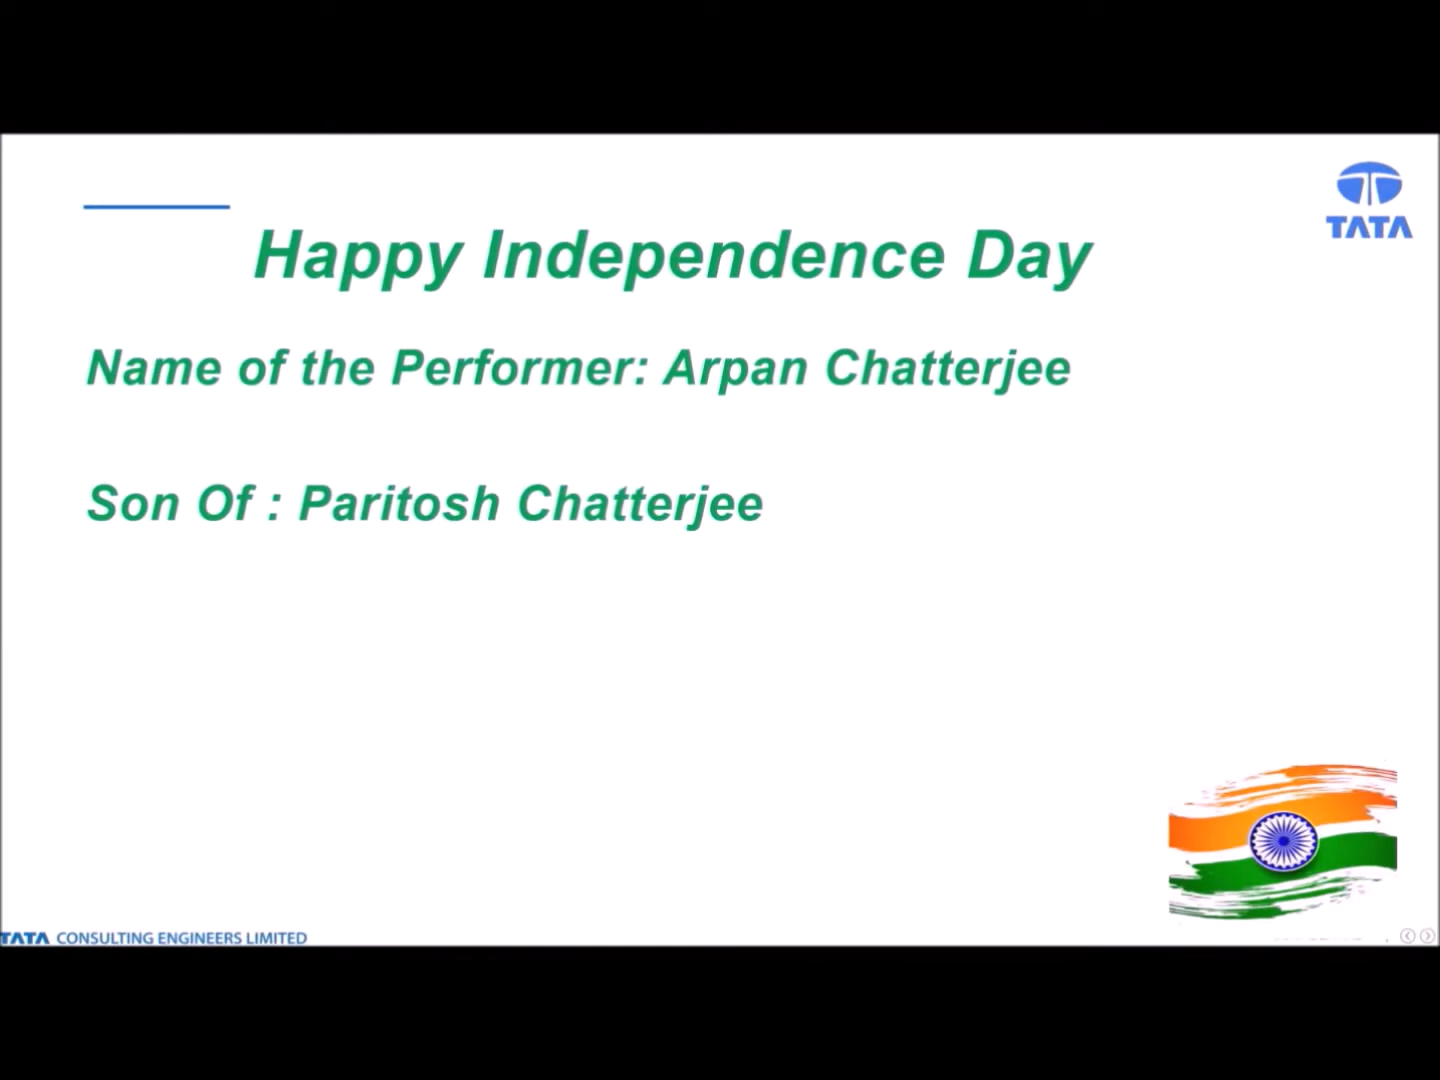 TATA
Happy Independence Day
Name of the Performer: Arpan Chatterjee
Son Of : Paritosh Chatterjee
TATA CONSULTING ENGINEERS LIMITED